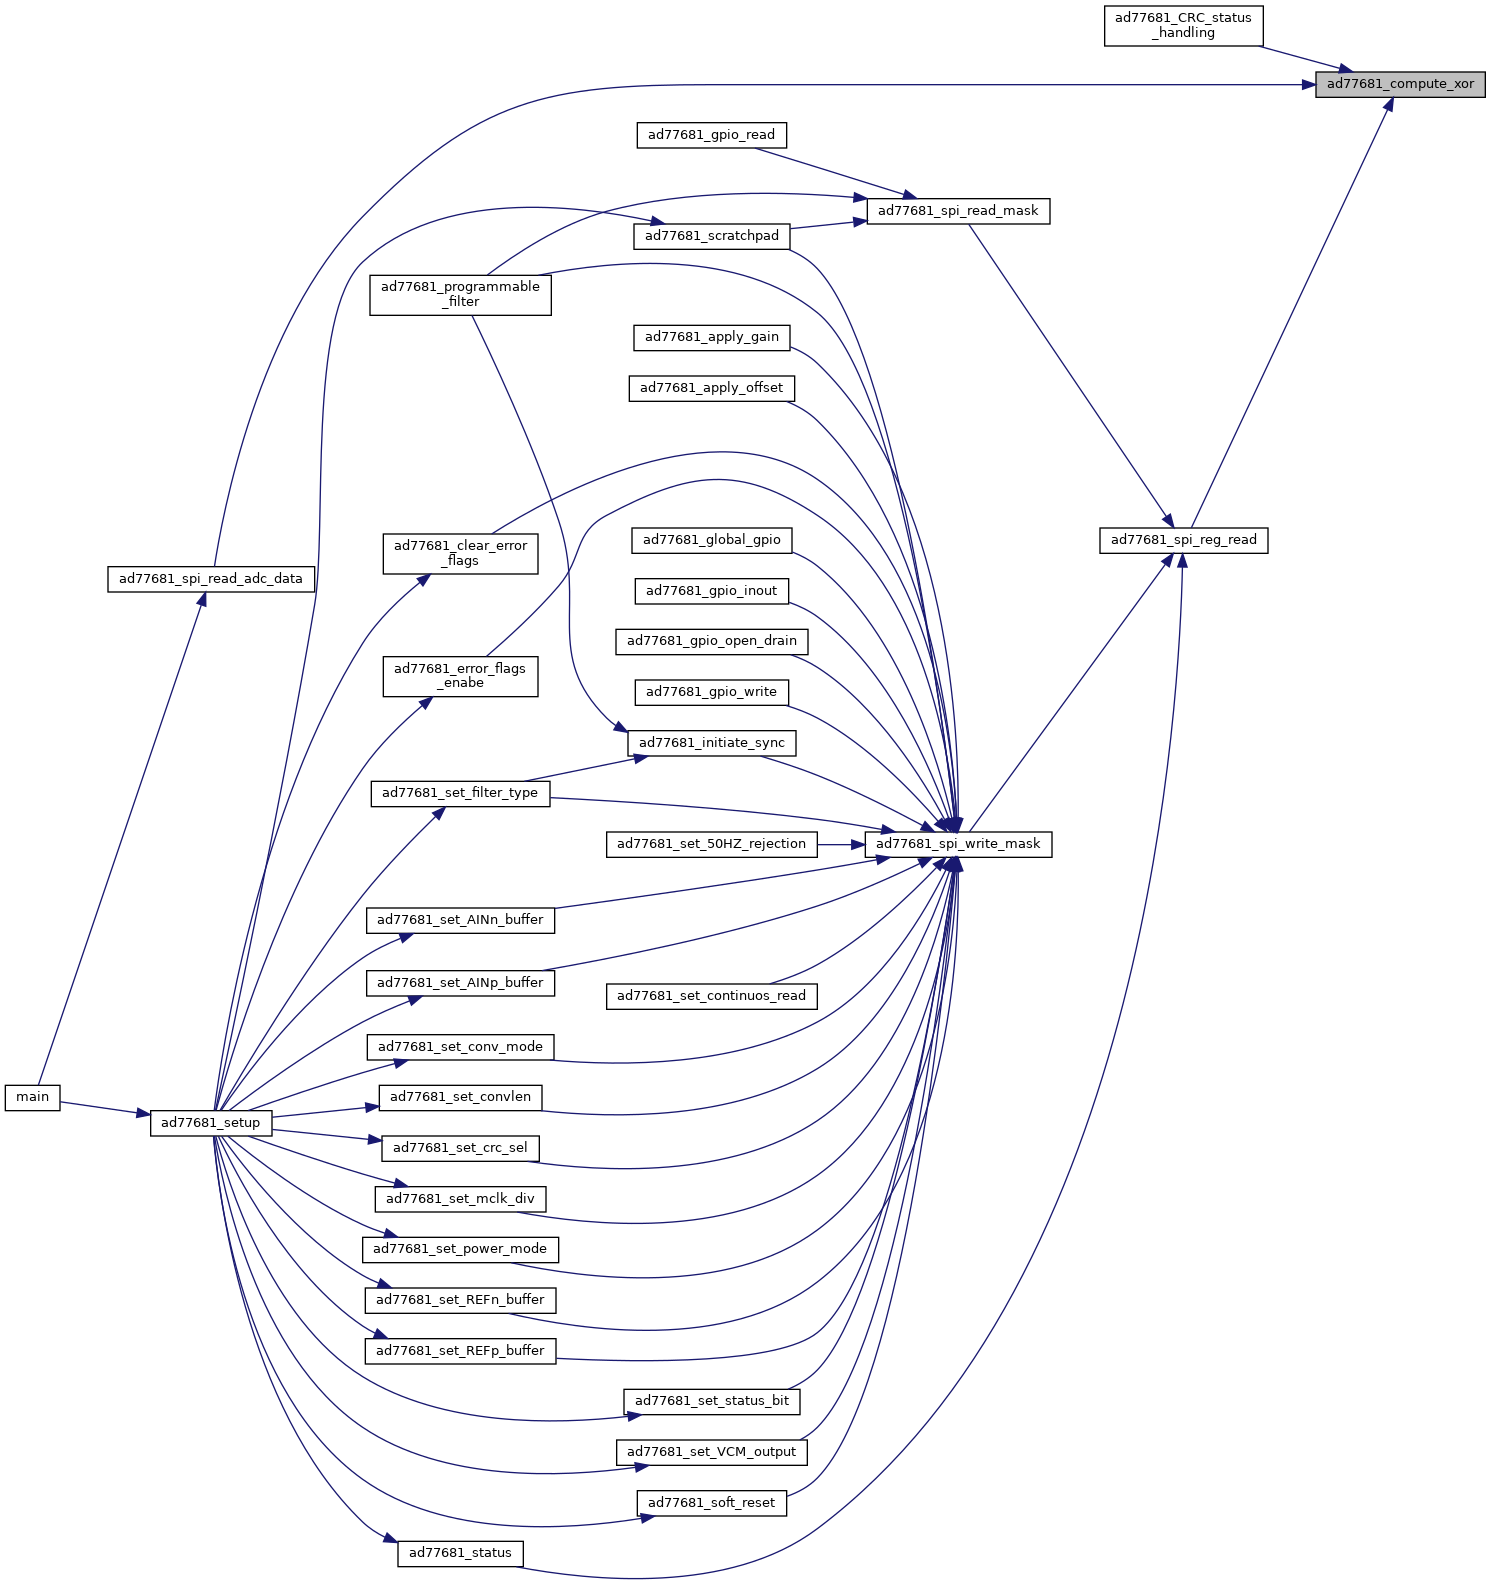 ad77681_CRC_status
_handling
ad77681_compute_xor
ad77681_gpio_read
ad77681_spi_read_mask
ad77681_scratchpad
ad77681_programmable
_filter
ad77681_apply_gain
ad77681_apply_offset
ad77681_global_gpio
ad77681_spi_reg_read
ad77681_clear_error
_flags
ad77681_spi_read_adc_data
ad77681_gpio_inout
ad77681_gpio_open_drain
ad77681_error_flags
_enabe
ad77681_gpio_write
ad77681_initiate_sync
ad77681_set_filter_type
ad77681_set_50HZ_rejection
ad77681_spi_write_mask
ad77681_set_AINn_buffer
ad77681_set_AINp_buffer
ad77681_set_continuos_read
ad77681_set_conv_mode
main
ad77681_set_convlen
ad77681_setup
ad77681_set_crc_sel
ad77681_set_mclk_div
ad77681_set_power_mode
ad77681_set_REFn_buffer
ad77681_set_REFp_buffer
ad77681_set_status_bit
ad77681_set_VCM_output
ad77681_soft_reset
ad77681_status